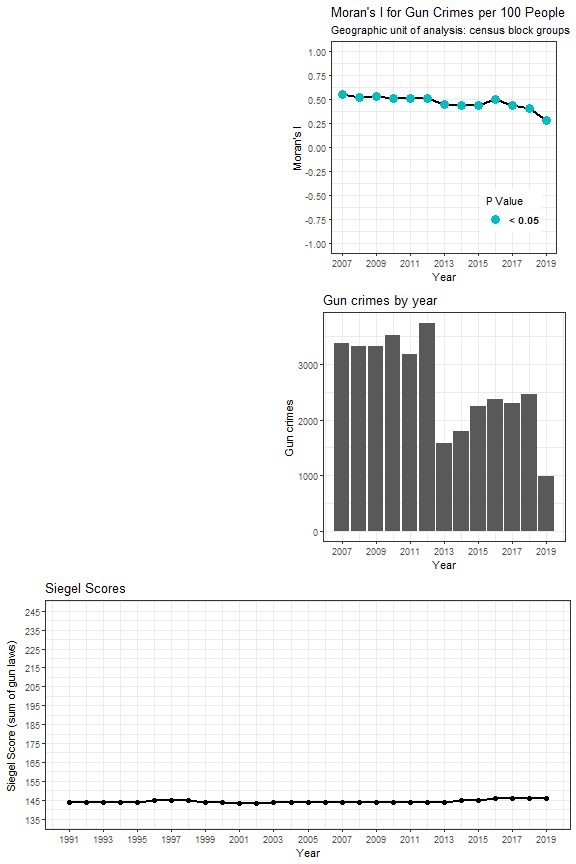 Moran's I for Gun Crimes per 100 People
Geographic unit of analysis: census block groups
1.00
0.75
0.50
0.25
0.00
-0.25
-0.50
-0.75
-1.00
Moran's I
P Value
< 0.05
2007 2009 2011 2013 2015 2017 2019
Year
Gun crimes by year
3000
2000
1000
0
Gun crimes
2007 2009 2011 2013 2015 2017 2019
Year
Siegel Scores
245
235
225
215
205
195
185
175
165
155
145
135
Siegel Score (sum of gun laws)
1991 1993 1995 1997 1999 2001 2003 2005 2007 2009 2011 2013 2015 2017 2019
Year